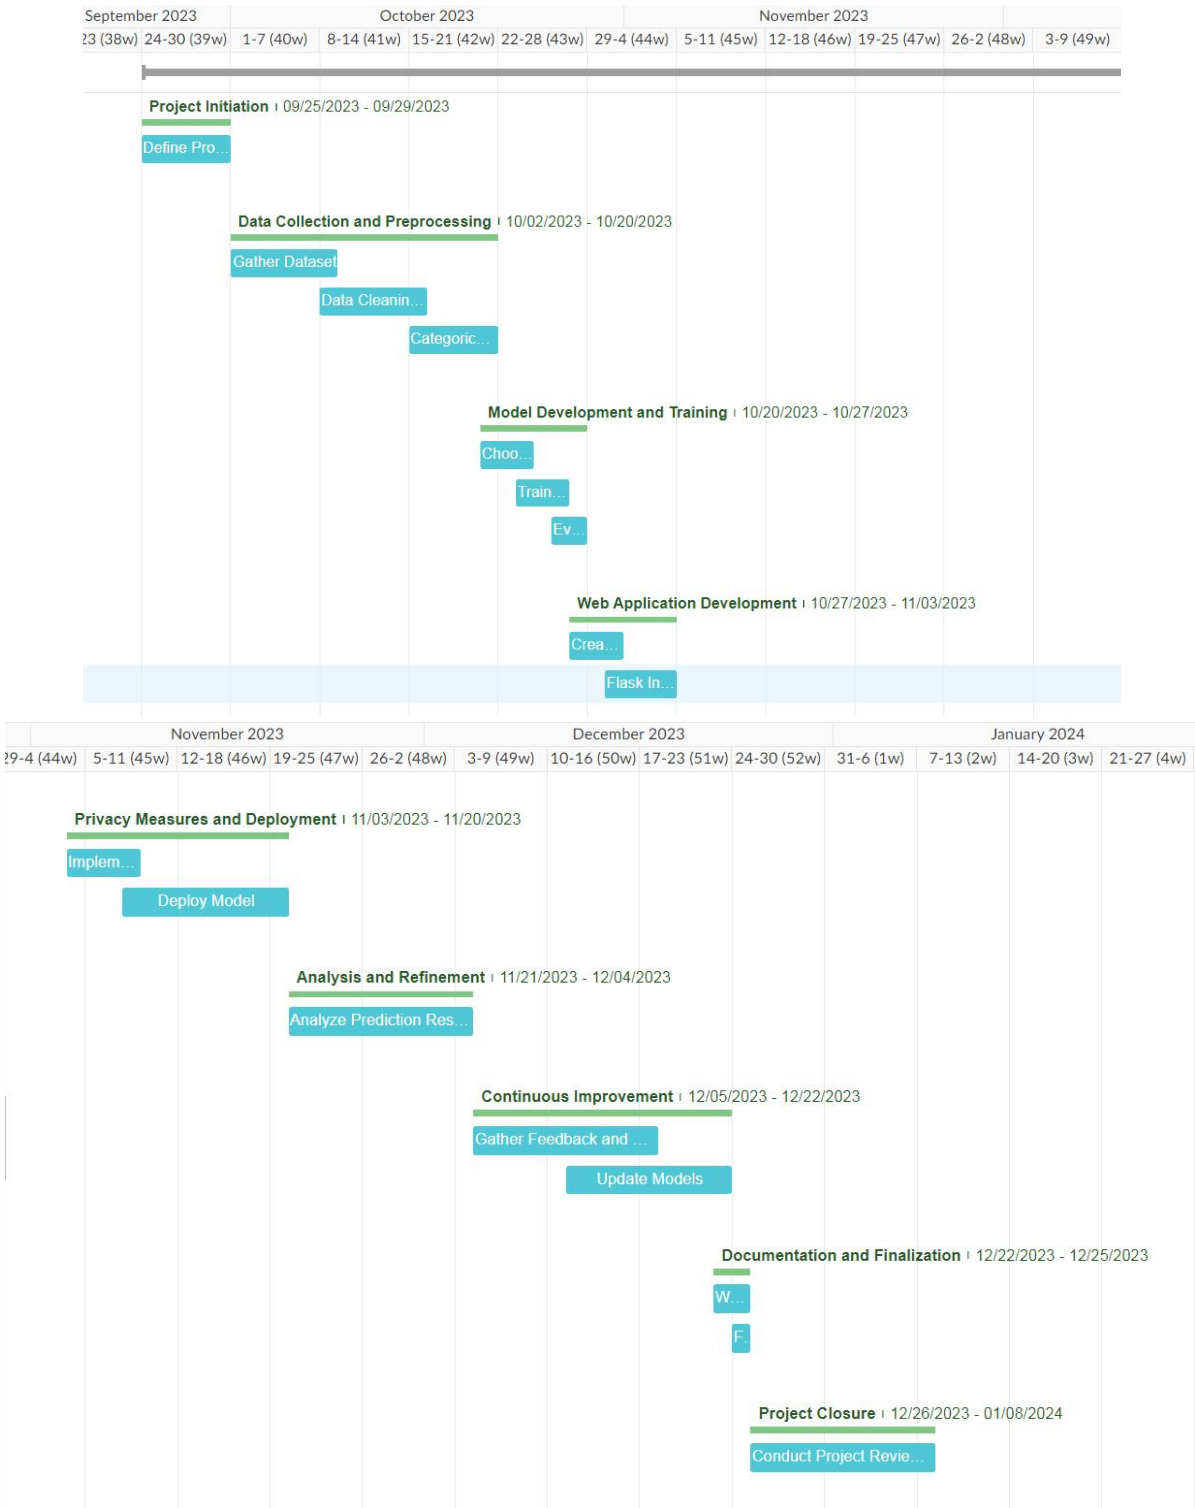 September 2023 October 2023 November 2023
23 (38w) 24-30 (39w) 1-7 (40w) 8-14 (41w) 15-21 (42w) 22-28 (43w) 29-4 (44w) 5-11 (45w) 12-18 (46w) 19-25 (47w) 26-2 (48w) 3-9 (49w)
Project Initiation 09/25/2023 - 09/29/2023
Define Pro...
Data Collection and Preprocessing 10/02/2023 - 10/20/2023
Gather Dataset
Data Cleanin...
Categoric...
Model Development and Training 10/20/2023 - 10/27/2023
Choo...
Train...
Ev...
Web Application Development 10/27/2023 - 11/03/2023
Crea...
Flask In...
November 2023 December 2023 January 2024
29-4 (44w) 5-11 (45w) 12-18 (46w) 19-25 (47w) 26-2 (48w) 3-9 (49w) 10-16 (50w) 17-23 (51w) 24-30 (52w) 31-6 (1w) 7-13 (2w) 14-20 (3w) 21-27 (4w)
Privacy Measures and Deployment 11/03/2023 - 11/20/2023
Implem...
Deploy Model
Analysis and Refinement 11/21/2023 - 12/04/2023
Analyze Prediction Res...
Continuous Improvement 12/05/2023 - 12/22/2023
Gather Feedback and ...
Update Models
Documentation and Finalization 12/22/2023 - 12/25/2023
W...
F.
Project Closure 12/26/2023 - 01/08/2024
Conduct Project Revie...